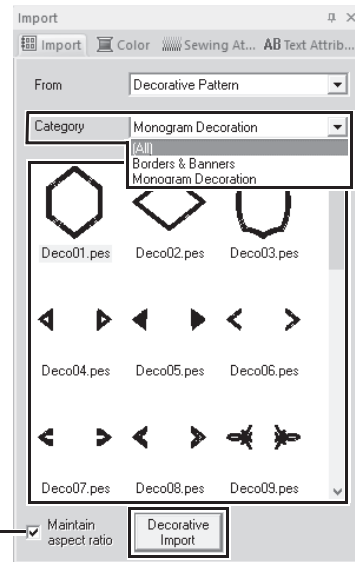 Import
Import Color Sewing At... AB Text Attrib...
From Decorative Pattern
Category Monogram Decoration
(All)
Borders & Banners
Monogram Decoration
Deco01.pes Deco02.pes Deco03.pes
Deco04.pes Deco05.pes Deco06.pes
Deco07.pes Deco08.pes Deco09.pes
Maintain
aspect ratio
Decorative
Import